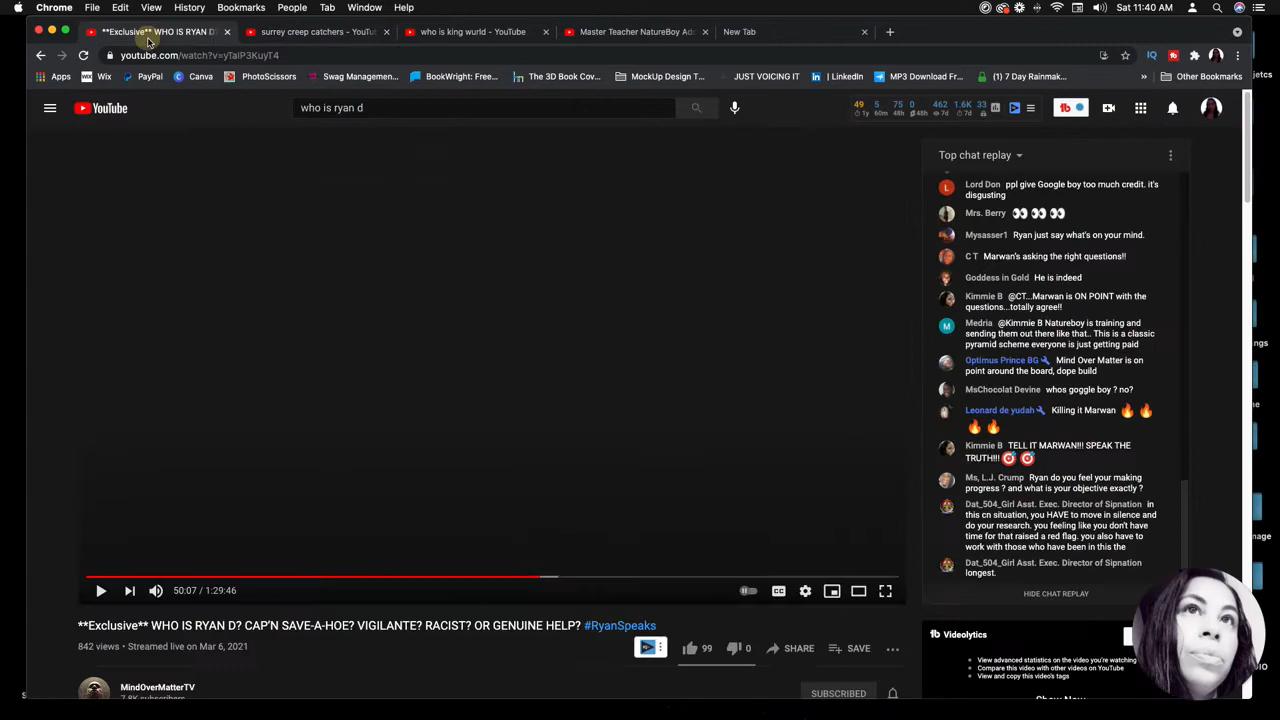 Chrome File Edit View History Bookmarks People Tab Window Help
Sat 11:40 AM
**Exclusive** WHO IS RYAN D?
surrey creep catchers - YouTu
who is king wurld - YouTube
Master Teacher NatureBoy Ad
New Tab
youtube.com/watch?v=yTaIP3KuyT4
Apps Wix PayPal Canva PhotoScissors Swag Managemen... BookWright: Free... The 3D Book Cov... MockUp Design T... JUST VOICING IT LinkedIn MP3 Download Fr... (1) 7 Day Rainmak... » Other Bookmarks
YouTube
who is ryan d
49 5 75 0 462 1.6K 33
1y 60m 48h 48h 7d 7d
Top chat replay
Lord Don ppl give Google boy too much credit. it's
disgusting
Mrs. Berry 👀 👀 👀
Mysasser1 Ryan just say what's on your mind.
C T Marwan's asking the right questions!!
Goddess in Gold He is indeed
Kimmie B @CT...Marwan is ON POINT with the
questions...totally agree!!
Medria @Kimmie B Natureboy is training and
sending them out there like that.. This is a classic
pyramid scheme everyone is just getting paid
Optimus Prince BG Mind Over Matter is on
point around the board, dope build
MsChocolat Devine whos goggle boy ? no?
Leonard de yudah Killing it Marwan 🔥 🔥
🔥 🔥
Kimmie B TELL IT MARWAN!!! SPEAK THE
TRUTH!!! 🎯 🎯
Ms, L.J. Crump Ryan do you feel your making
progress ? and what is your objective exactly ?
Dat_504_Girl Asst. Exec. Director of Sipnation in
this cn situation, you HAVE to move in silence and
do your research. you feeling like you don't have
time for that raised a red flag. you also have to
work with those who have been in this the
Dat_504_Girl Asst. Exec. Director of Sipnation
longest.
HIDE CHAT REPLAY
50:07 / 1:29:46
**Exclusive** WHO IS RYAN D? CAP'N SAVE-A-HOE? VIGILANTE? RACIST? OR GENUINE HELP? #RyanSpeaks
842 views • Streamed live on Mar 6, 2021
99 0 SHARE SAVE
MindOverMatterTV
SUBSCRIBED
Videolytics
• View advanced statistics on the video you're watching
• Compare this video with other videos on YouTube
• View and copy this video's tags